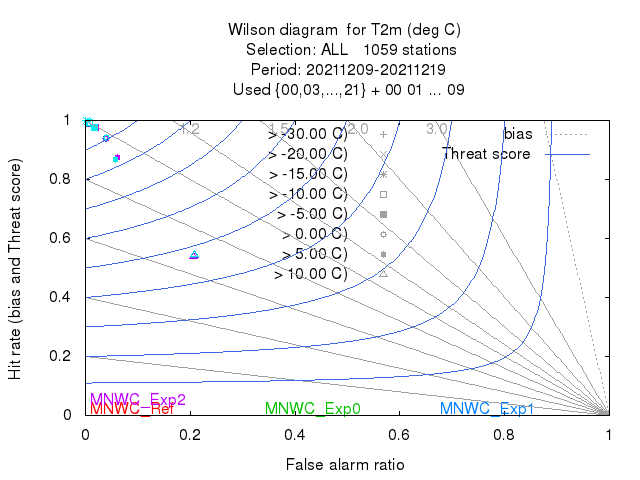 Wilson diagram  for T2m (deg C)
Selection: ALL   1059 stations
Period: 20211209-20211219
Used {00,03,...,21} + 00 01 ... 09
Hit rate (bias and Threat score)
1
0.8
0.6
0.4
0.2
0
1.2 1.5 2.0 3.0
> -30.00 C)
> -20.00 C)
> -15.00 C)
> -10.00 C)
> -5.00 C)
> 0.00 C)
> 5.00 C)
> 10.00 C)
bias
Threat score
MNWC_Exp2
MNWC_Ref MNWC_Exp0 MNWC_Exp1
0 0.2 0.4 0.6 0.8 1
False alarm ratio